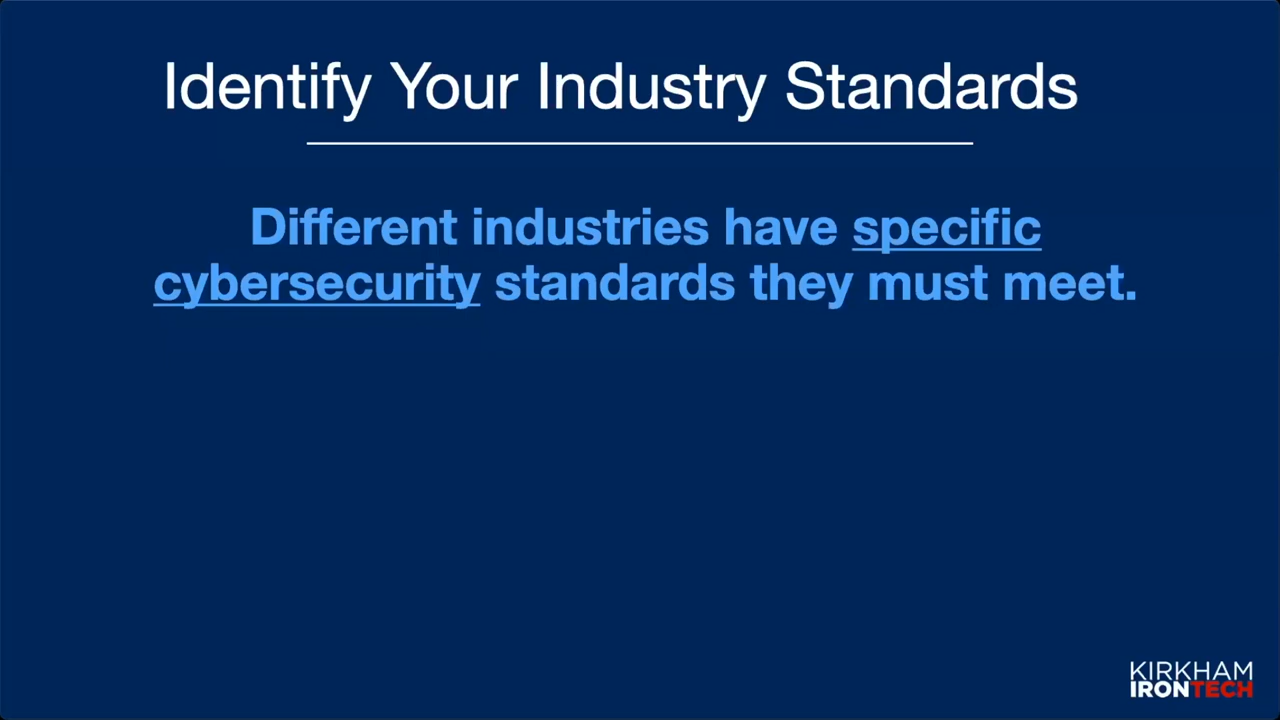 Identify Your Industry Standards
Different industries have specific
cybersecurity standards they must meet.
KIRKHAM
IRONTECH